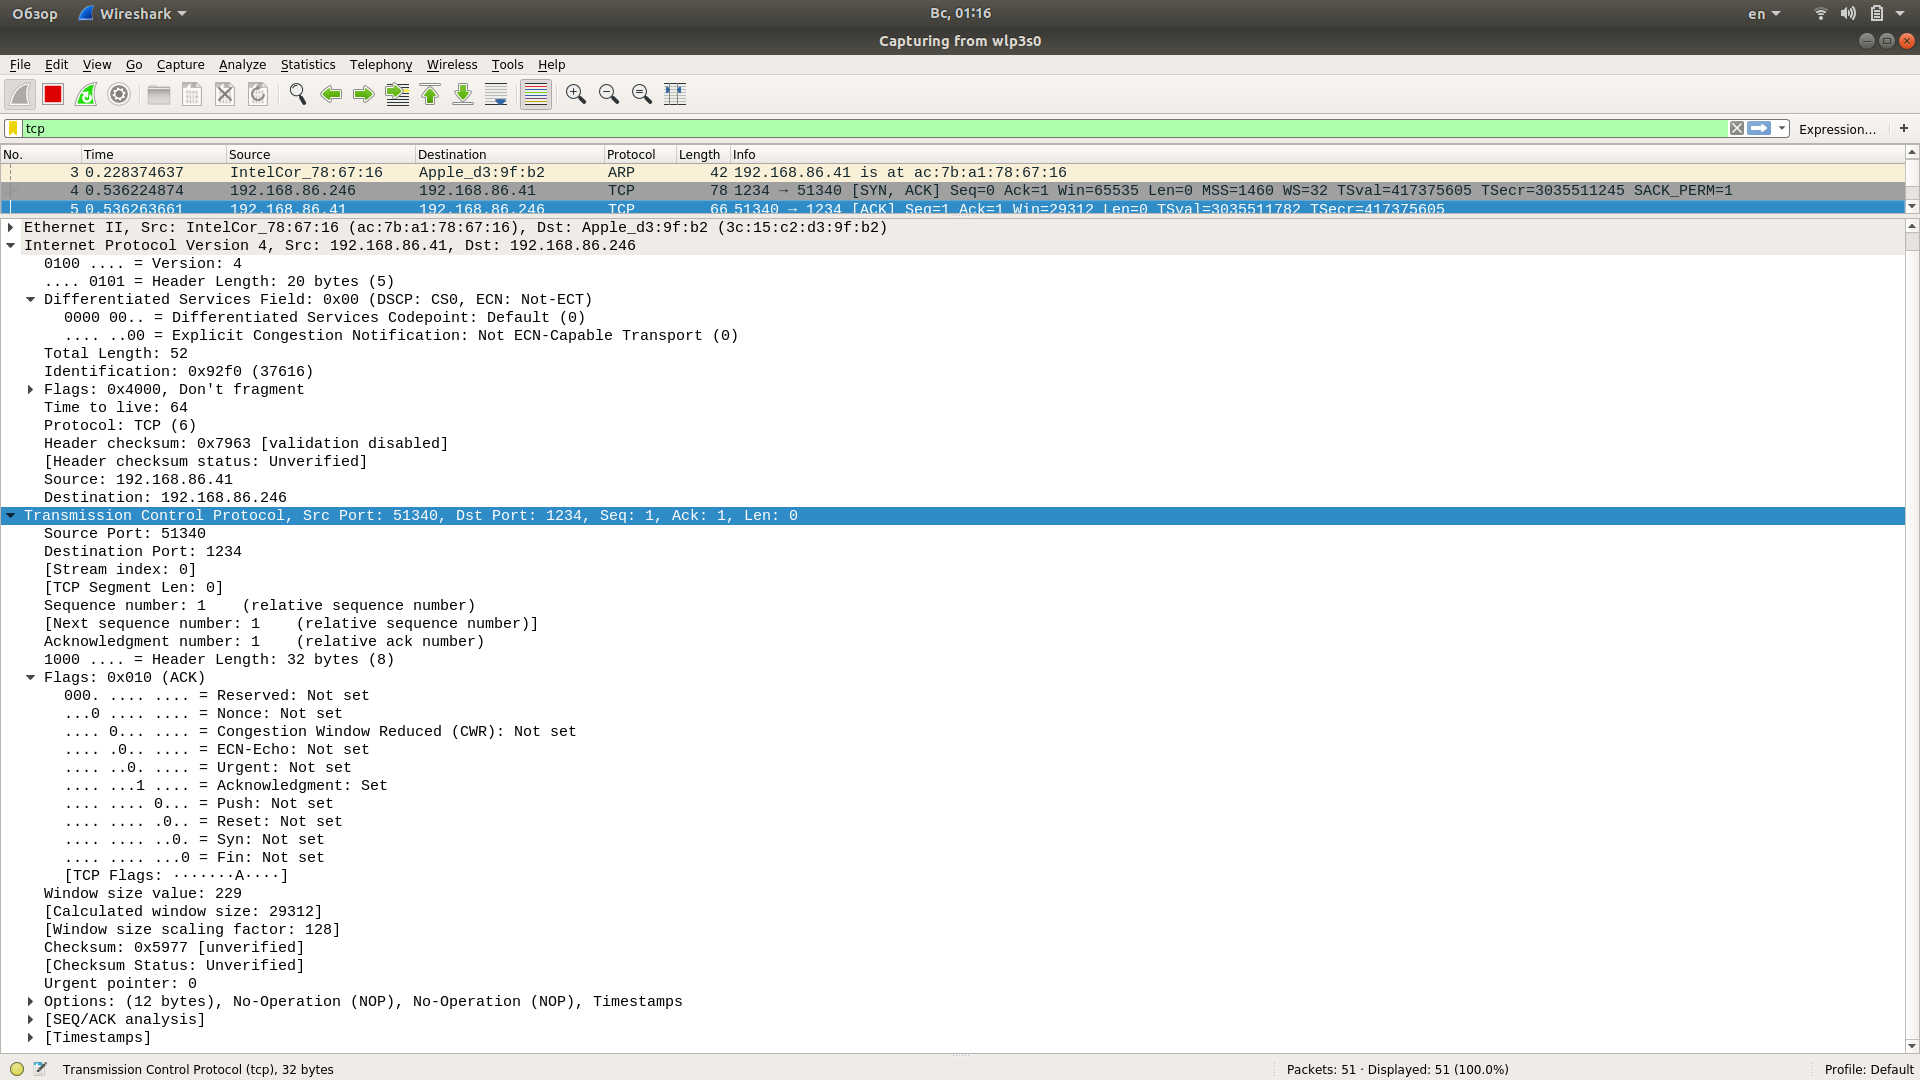 Обзор Wireshark Вс, 01:16 en
Capturing from wlp3s0
File Edit View Go Capture Analyze Statistics Telephony Wireless Tools Help
tcp Expression… +
No. Time Source Destination Protocol Length Info
3 0.228374637 IntelCor_78:67:16 Apple_d3:9f:b2 ARP 42 192.168.86.41 is at ac:7b:a1:78:67:16
4 0.536224874 192.168.86.246 192.168.86.41 TCP 78 1234 → 51340 [SYN, ACK] Seq=0 Ack=1 Win=65535 Len=0 MSS=1460 WS=32 TSval=417375605 TSecr=3035511245 SACK_PERM=1
5 0.536263661 192.168.86.41 192.168.86.246 TCP 66 51340 → 1234 [ACK] Seq=1 Ack=1 Win=29312 Len=0 TSval=3035511782 TSecr=417375605
Ethernet II, Src: IntelCor_78:67:16 (ac:7b:a1:78:67:16), Dst: Apple_d3:9f:b2 (3c:15:c2:d3:9f:b2)
Internet Protocol Version 4, Src: 192.168.86.41, Dst: 192.168.86.246
0100 .... = Version: 4
.... 0101 = Header Length: 20 bytes (5)
Differentiated Services Field: 0x00 (DSCP: CS0, ECN: Not-ECT)
0000 00.. = Differentiated Services Codepoint: Default (0)
.... ..00 = Explicit Congestion Notification: Not ECN-Capable Transport (0)
Total Length: 52
Identification: 0x92f0 (37616)
Flags: 0x4000, Don't fragment
Time to live: 64
Protocol: TCP (6)
Header checksum: 0x7963 [validation disabled]
[Header checksum status: Unverified]
Source: 192.168.86.41
Destination: 192.168.86.246
Transmission Control Protocol, Src Port: 51340, Dst Port: 1234, Seq: 1, Ack: 1, Len: 0
Source Port: 51340
Destination Port: 1234
[Stream index: 0]
[TCP Segment Len: 0]
Sequence number: 1    (relative sequence number)
[Next sequence number: 1    (relative sequence number)]
Acknowledgment number: 1    (relative ack number)
1000 .... = Header Length: 32 bytes (8)
Flags: 0x010 (ACK)
000. .... .... = Reserved: Not set
...0 .... .... = Nonce: Not set
.... 0... .... = Congestion Window Reduced (CWR): Not set
.... .0.. .... = ECN-Echo: Not set
.... ..0. .... = Urgent: Not set
.... ...1 .... = Acknowledgment: Set
.... .... 0... = Push: Not set
.... .... .0.. = Reset: Not set
.... .... ..0. = Syn: Not set
.... .... ...0 = Fin: Not set
[TCP Flags: ·······A····]
Window size value: 229
[Calculated window size: 29312]
[Window size scaling factor: 128]
Checksum: 0x5977 [unverified]
[Checksum Status: Unverified]
Urgent pointer: 0
Options: (12 bytes), No-Operation (NOP), No-Operation (NOP), Timestamps
[SEQ/ACK analysis]
[Timestamps]
Transmission Control Protocol (tcp), 32 bytes Packets: 51 · Displayed: 51 (100.0%) Profile: Default